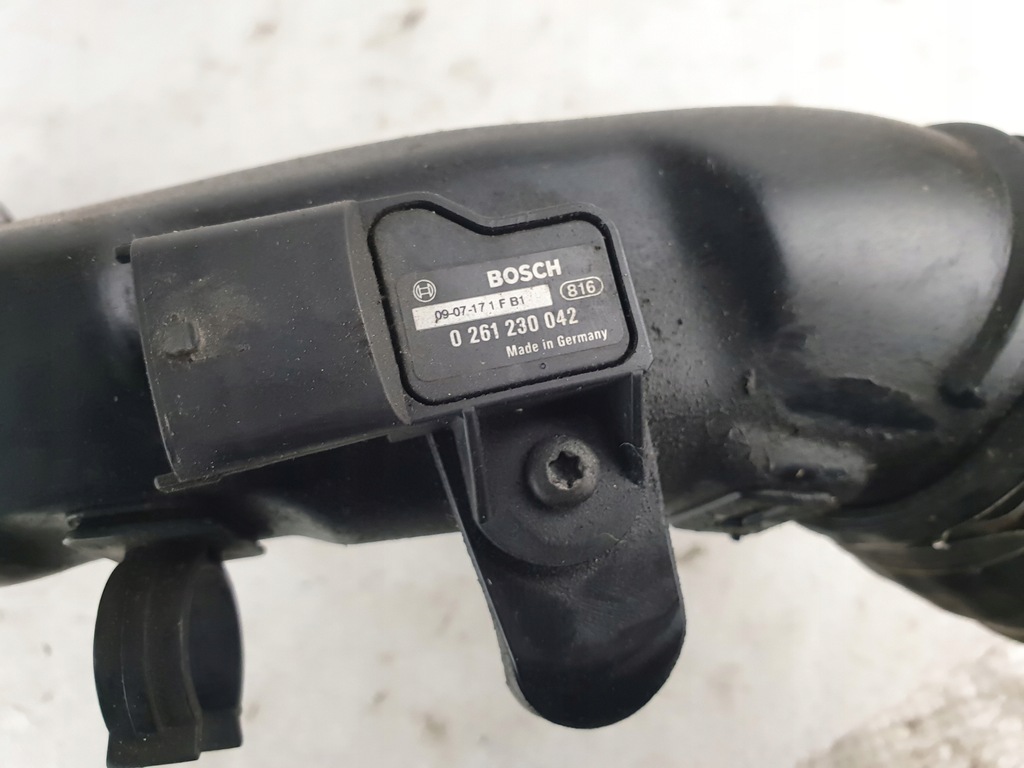 BOSCH
09-07-17 1 F B1
816
0 261 230 042
Made in Germany